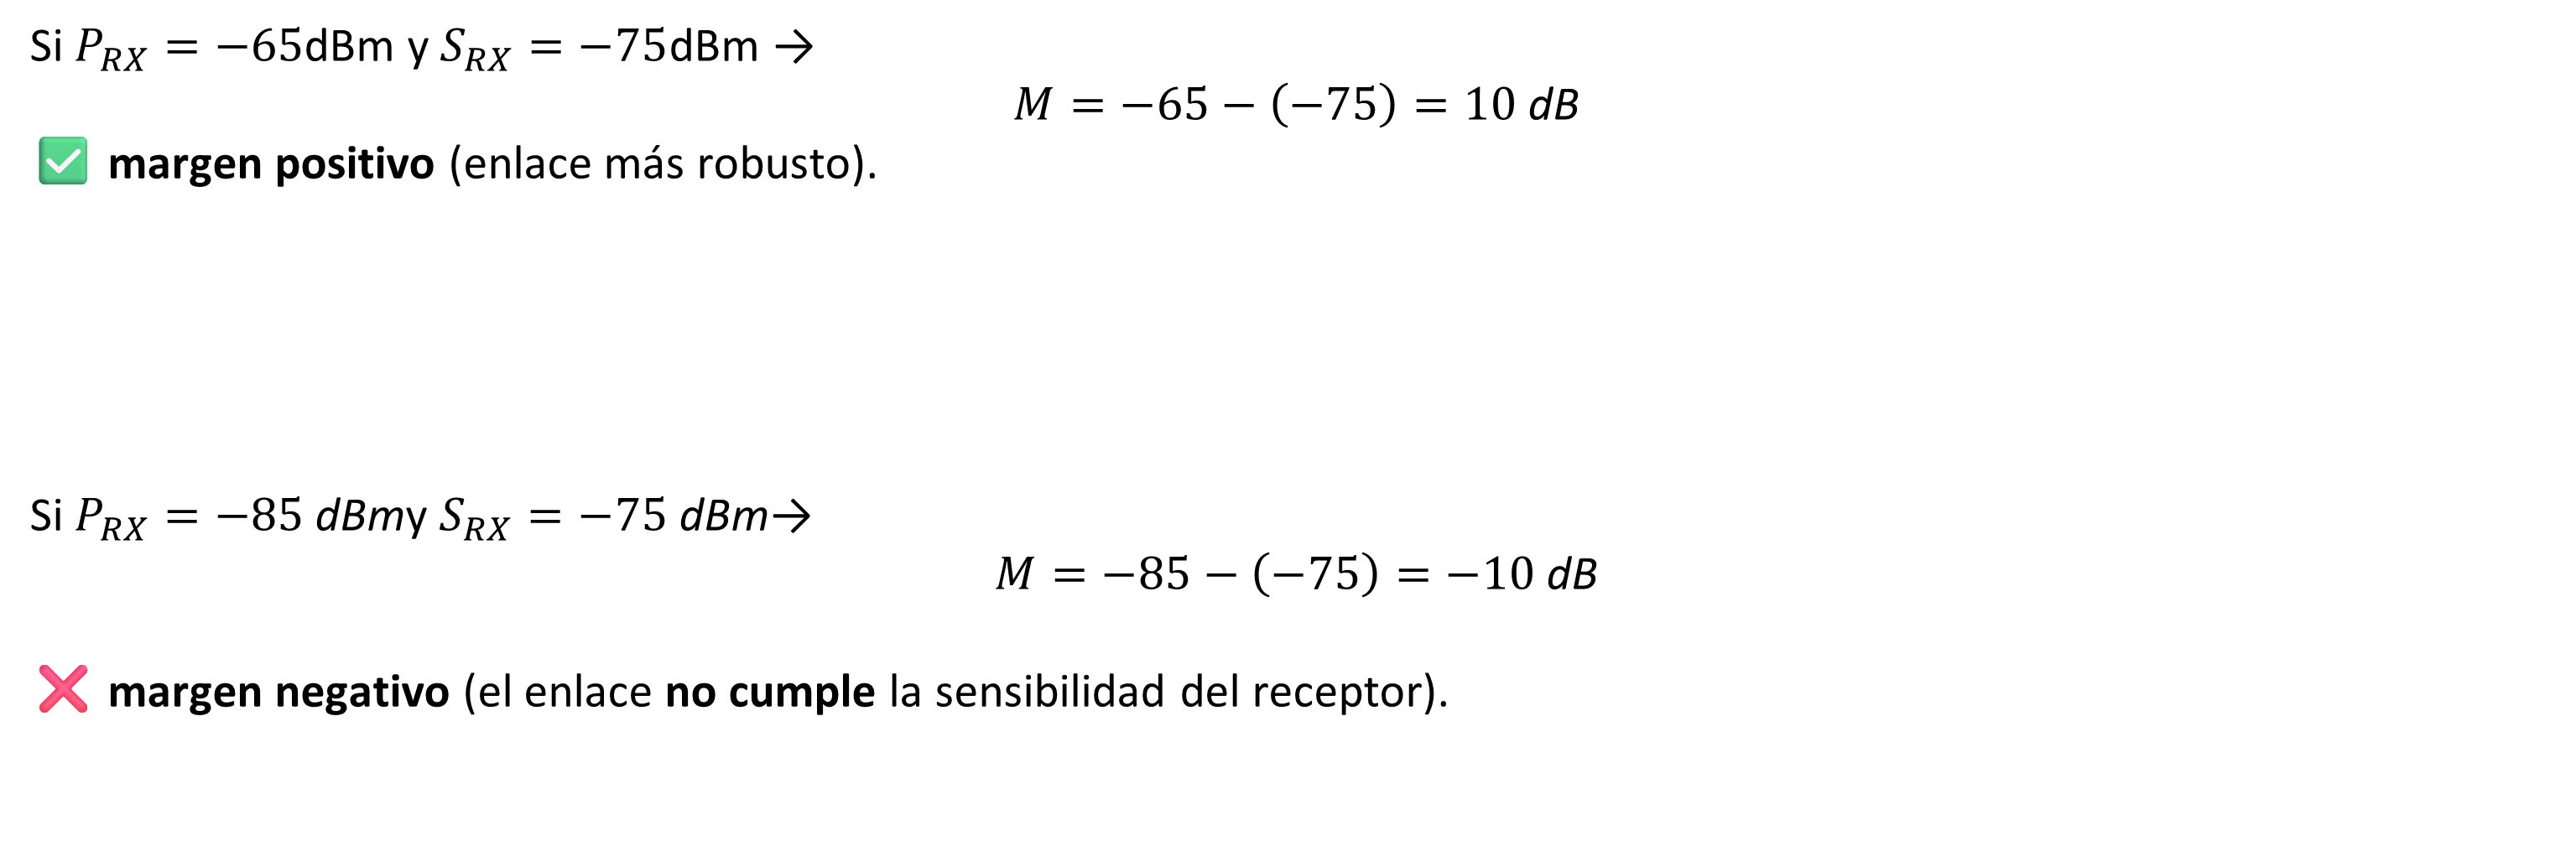 Si P_RX = −65dBm y S_RX = −75dBm →
M = −65 − (−75) = 10 dB
✅ margen positivo (enlace más robusto).
Si P_RX = −85 dBmy S_RX = −75 dBm→
M = −85 − (−75) = −10 dB
❌ margen negativo (el enlace no cumple la sensibilidad del receptor).